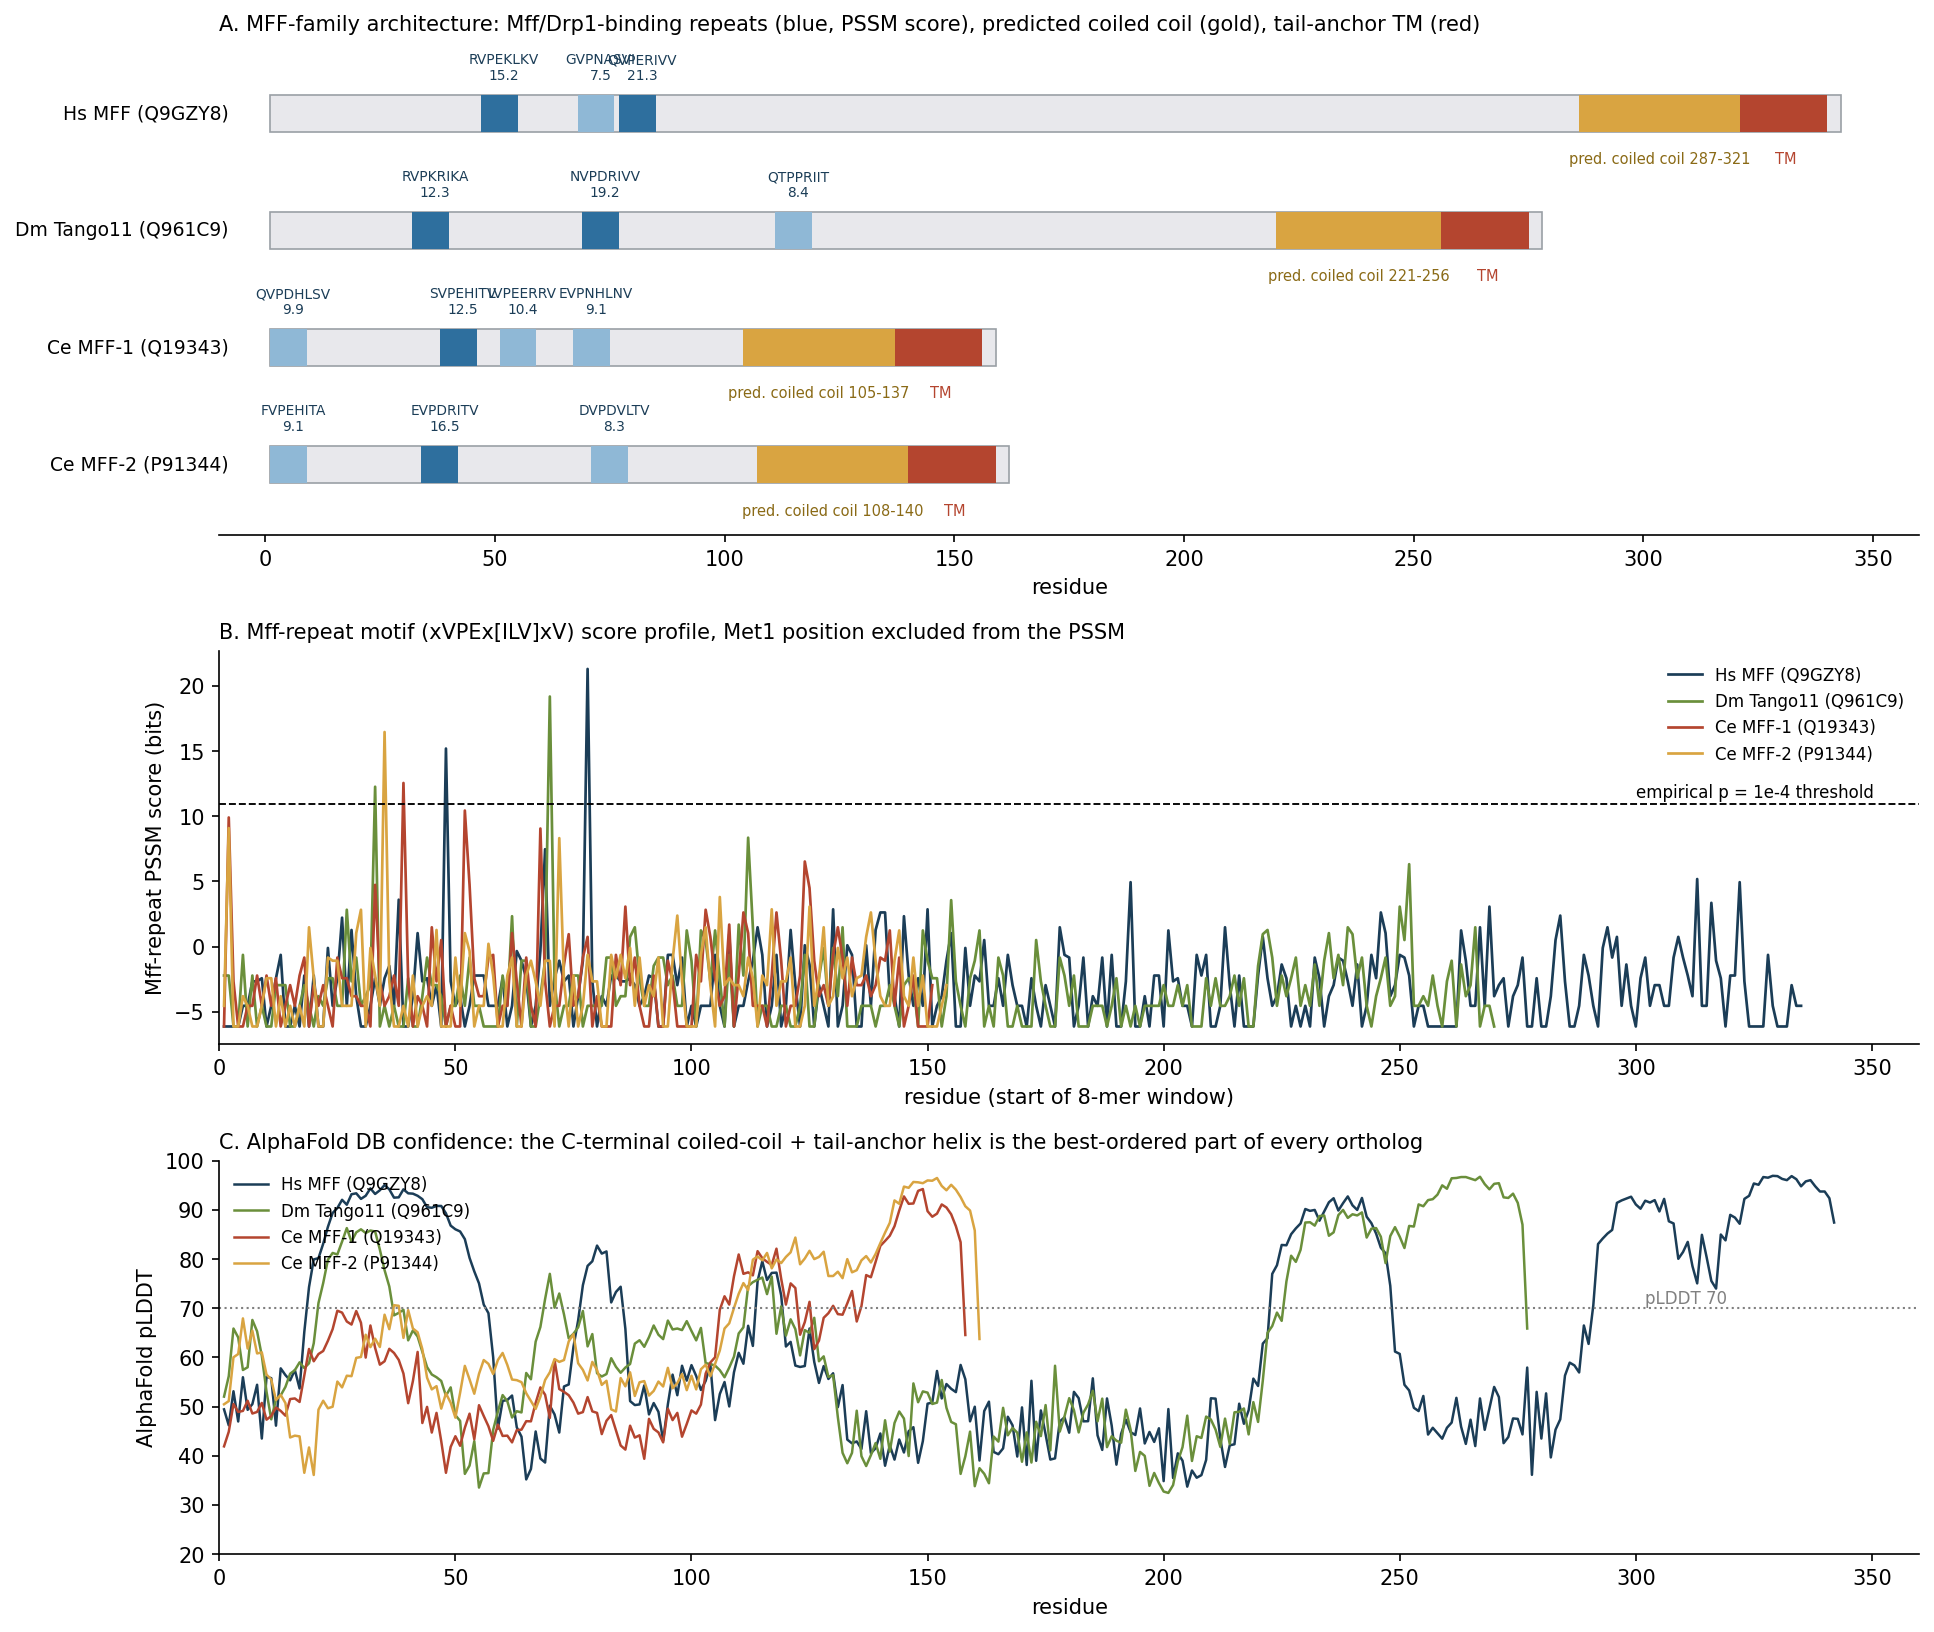 A. MFF-family architecture: Mff/Drp1-binding repeats (blue, PSSM score), predicted coiled coil (gold), tail-anchor TM (red)
RVPEKLKV
15.2
7.5
QVPERIVV
21.3
Hs MFF (Q9GZY8)
pred. coiled coil 287-321
TM
RVPKRIKA
12.3
NVPDRIVV
19.2
QTPPRIIT
8.4
Dm Tango11 (Q961C9)
pred. coiled coil 221-256
TM
QVPDHLSV
9.9
SVPEHITV
12.5
10.4
EVPNHLNV
9.1
Ce MFF-1 (Q19343)
pred. coiled coil 105-137
TM
FVPEHITA
9.1
EVPDRITV
16.5
DVPDVLTV
8.3
Ce MFF-2 (P91344)
pred. coiled coil 108-140
TM
0 50 100 150 200 250 300 350
residue
B. Mff-repeat motif (xVPEx[ILV]xV) score profile, Met1 position excluded from the PSSM
Mff-repeat PSSM score (bits)
20
15
10
5
0
−5
Hs MFF (Q9GZY8)
Dm Tango11 (Q961C9)
Ce MFF-1 (Q19343)
Ce MFF-2 (P91344)
empirical p = 1e-4 threshold
0 50 100 150 200 250 300 350
residue (start of 8-mer window)
C. AlphaFold DB confidence: the C-terminal coiled-coil + tail-anchor helix is the best-ordered part of every ortholog
AlphaFold pLDDT
100
90
80
70
60
50
40
30
20
Hs MFF (Q9GZY8)
Dm Tango11 (Q961C9)
Ce MFF-1 (Q19343)
Ce MFF-2 (P91344)
pLDDT 70
0 50 100 150 200 250 300 350
residue